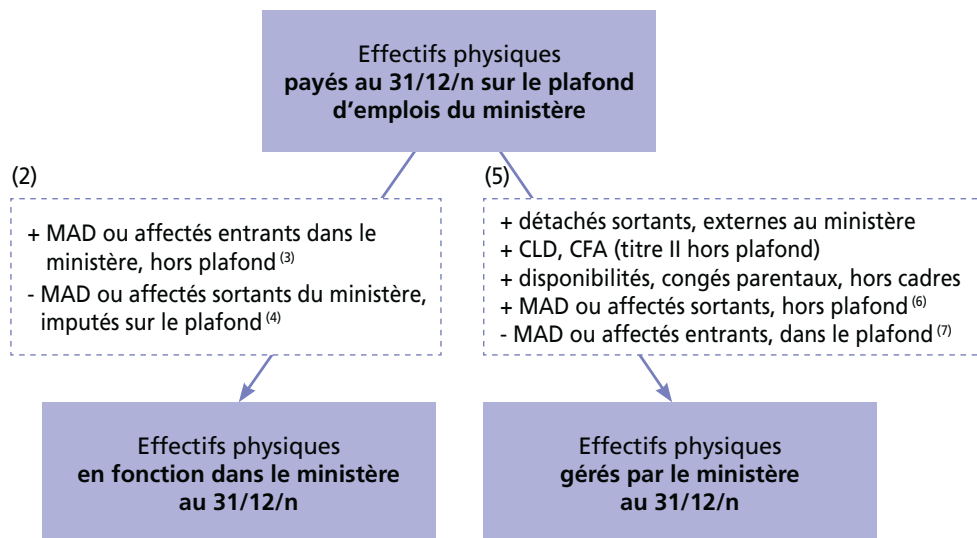 Effectifs physiques
payés au 31/12/n sur le plafond
d’emplois du ministère
(2)
+ MAD ou affectés entrants dans le
ministère, hors plafond (3)
- MAD ou affectés sortants du ministère,
imputés sur le plafond (4)
(5)
+ détachés sortants, externes au ministère
+ CLD, CFA (titre II hors plafond)
+ disponibilités, congés parentaux, hors cadres
+ MAD ou affectés sortants, hors plafond (6)
- MAD ou affectés entrants, dans le plafond (7)
Effectifs physiques
en fonction dans le ministère
au 31/12/n
Effectifs physiques
gérés par le ministère
au 31/12/n